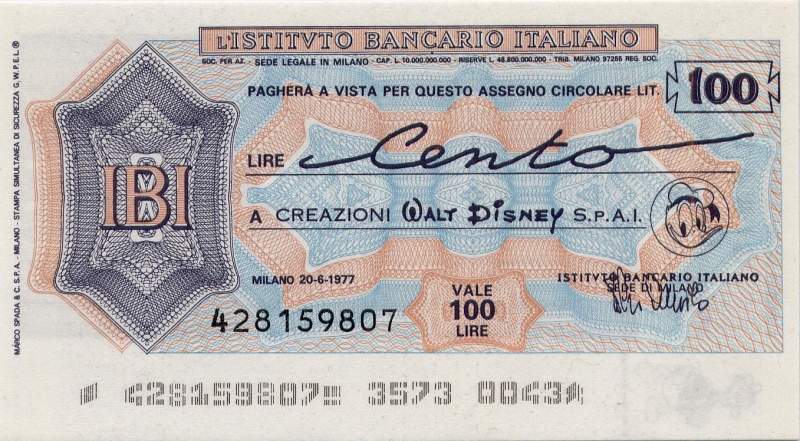 L'ISTITVTO BANCARIO ITALIANO
SOC. PER AZ. - SEDE LEGALE IN MILANO - CAP. L. 10.000.000.000 - RISERVE L. 46.800.000.000 - TRIB. MILANO 97256 REG. SOC.
PAGHERÀ A VISTA PER QUESTO ASSEGNO CIRCOLARE LIT. 100
IBI
LIRE Cento
A CREAZIONI WALT DISNEY S.P.A.I.
MILANO 20-6-1977
ISTITVTO BANCARIO ITALIANO
SEDE DI MILANO
VALE
100
LIRE
428159807
428159807 3573 0043
MARCO SPADA & C. S.P.A. - MILANO - STAMPA SIMULTANEA DI SICUREZZA G.W.P.E.L.®